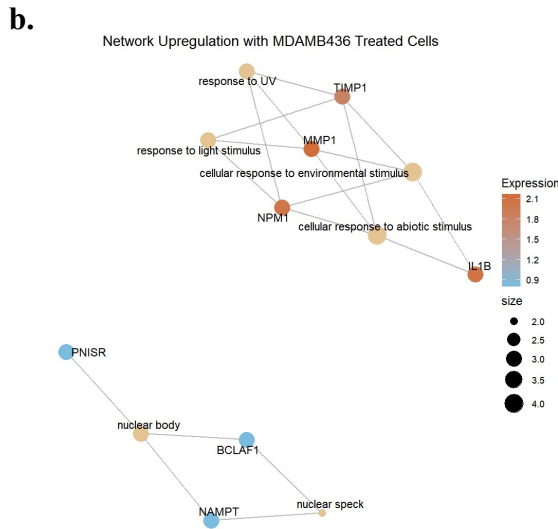 b.
Network Upregulation with MDAMB436 Treated Cells
response to UV
TIMP1
MMP1
response to light stimulus
cellular response to environmental stimulus
NPM1
cellular response to abiotic stimulus
IL1B
Expression
2.1
1.8
1.5
1.2
0.9
size
2.0
2.5
3.0
3.5
4.0
PNISR
nuclear body
BCLAF1
NAMPT
nuclear speck